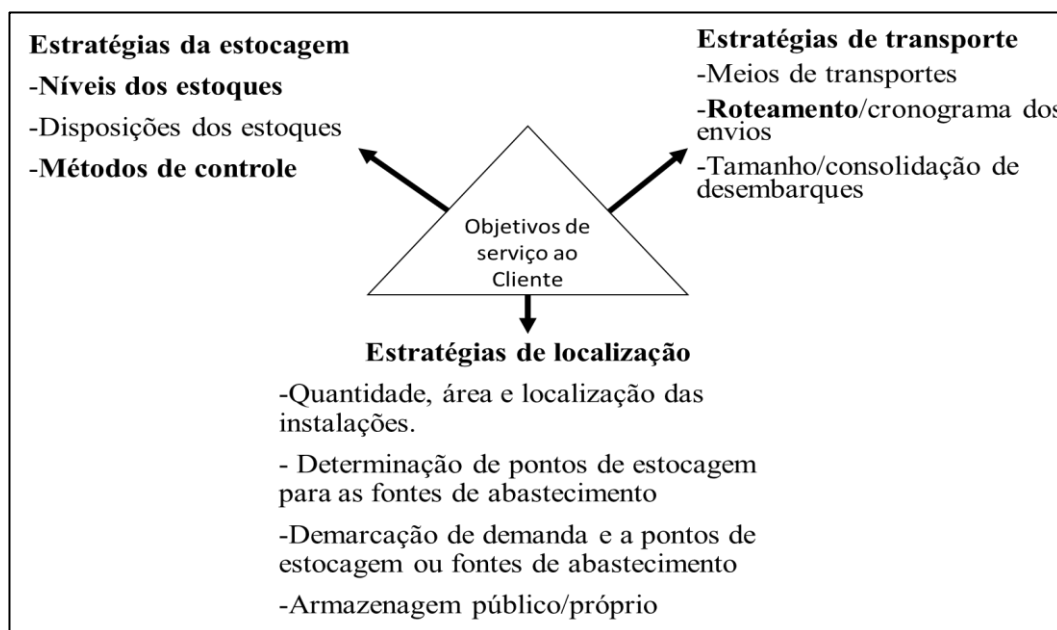 Estratégias da estocagem
-Níveis dos estoques
-Disposições dos estoques
-Métodos de controle
Estratégias de transporte
-Meios de transportes
-Roteamento/cronograma dos
envios
-Tamanho/consolidação de
desembarques
Objetivos de
serviço ao
Cliente
Estratégias de localização
-Quantidade, área e localização das
instalações.
- Determinação de pontos de estocagem
para as fontes de abastecimento
-Demarcação de demanda e a pontos de
estocagem ou fontes de abastecimento
-Armazenagem público/próprio